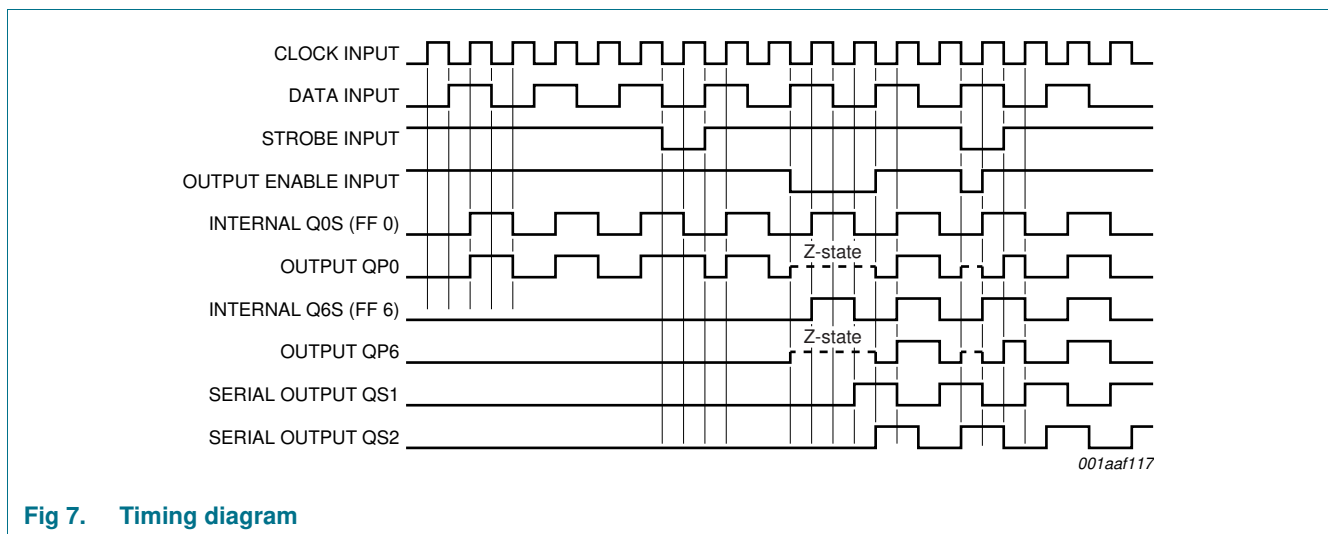 CLOCK INPUT
DATA INPUT
STROBE INPUT
OUTPUT ENABLE INPUT
INTERNAL Q0S (FF 0)
Z-state
OUTPUT QP0
INTERNAL Q6S (FF 6)
Z-state
OUTPUT QP6
SERIAL OUTPUT QS1
SERIAL OUTPUT QS2
001aaf117
Fig 7. Timing diagram